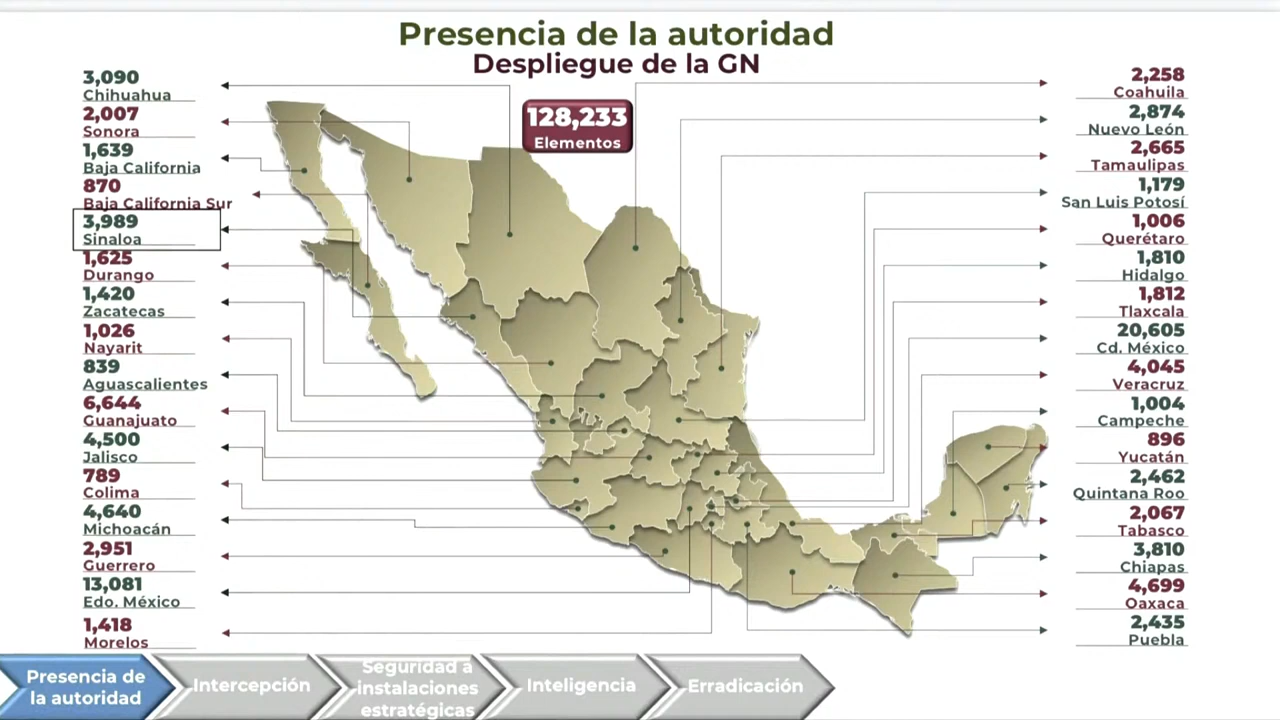 Presencia de la autoridad
Despliegue de la GN
128,233
Elementos
3,090
Chihuahua
2,007
Sonora
1,639
Baja California
870
Baja California Sur
3,989
Sinaloa
1,625
Durango
1,420
Zacatecas
1,026
Nayarit
839
Aguascalientes
6,644
Guanajuato
4,500
Jalisco
789
Colima
4,640
Michoacán
2,951
Guerrero
13,081
Edo. México
1,418
Morelos
2,258
Coahuila
2,874
Nuevo León
2,665
Tamaulipas
1,179
San Luis Potosí
1,006
Querétaro
1,810
Hidalgo
1,812
Tlaxcala
20,605
Cd. México
4,045
Veracruz
1,004
Campeche
896
Yucatán
2,462
Quintana Roo
2,067
Tabasco
3,810
Chiapas
4,699
Oaxaca
2,435
Puebla
Presencia de
la autoridad
Intercepción
Seguridad a
instalaciones
estratégicas
Inteligencia
Erradicación